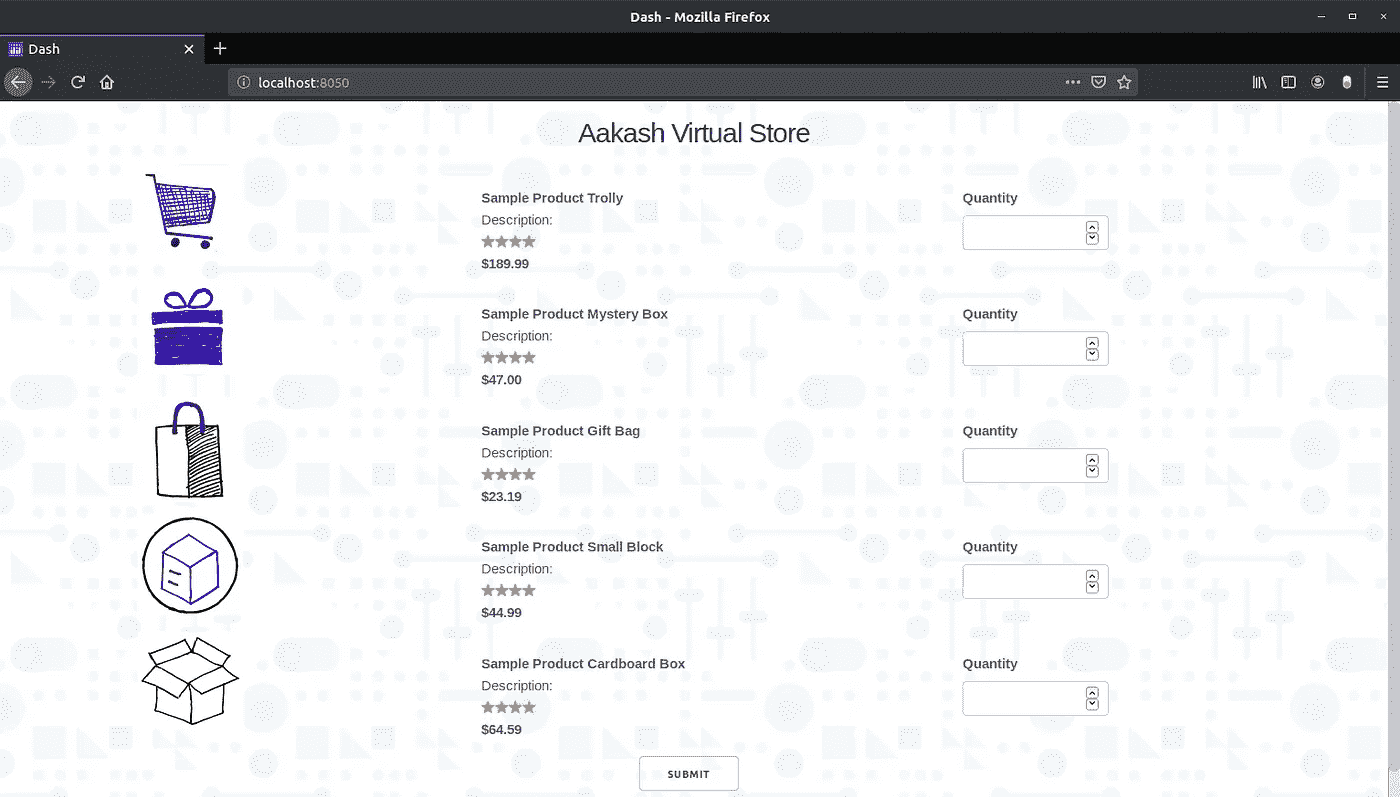 Dash - Mozilla Firefox
Dash
localhost:8050
Aakash Virtual Store
Sample Product Trolly
Description:
★★★★
$189.99
Quantity
Sample Product Mystery Box
Description:
★★★★
$47.00
Quantity
Sample Product Gift Bag
Description:
★★★★
$23.19
Quantity
Sample Product Small Block
Description:
★★★★
$44.99
Quantity
Sample Product Cardboard Box
Description:
★★★★
$64.59
Quantity
SUBMIT